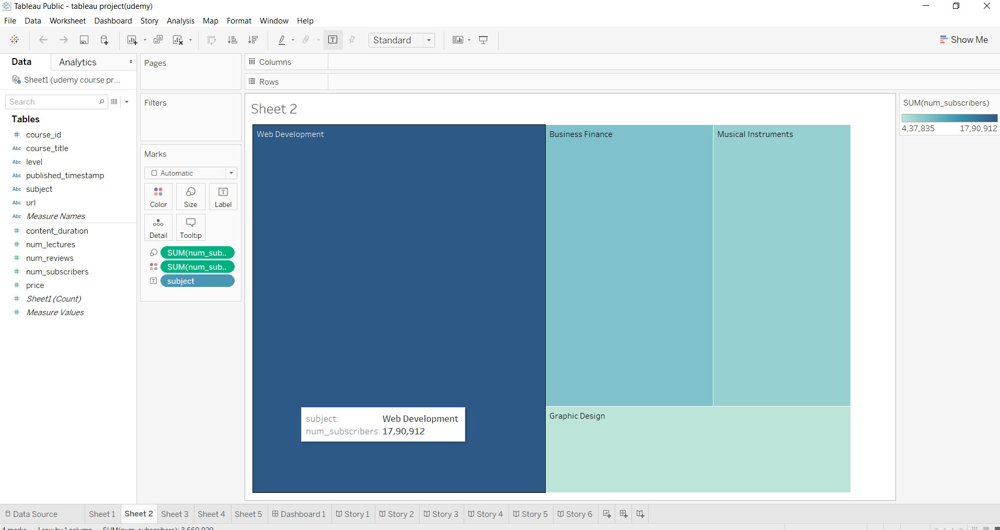 Tableau Public - tableau project(udemy)
File Data Worksheet Dashboard Story Analysis Map Format Window Help
Standard
Show Me
Data Analytics
Sheet1 (udemy course pr...
Search
Tables
course_id
Abc course_title
Abc level
Abc published_timestamp
Abc subject
Abc url
Abc Measure Names
content_duration
num_lectures
num_reviews
num_subscribers
price
Sheet1 (Count)
Measure Values
Pages
Filters
Marks
Automatic
Color Size Label
Detail Tooltip
SUM(num_sub..
SUM(num_sub..
subject
Columns
Rows
Sheet 2
Web Development
Business Finance
Musical Instruments
Graphic Design
subject: Web Development
num_subscribers: 17,90,912
SUM(num_subscribers)
4,37,835 17,90,912
Data Source Sheet 1 Sheet 2 Sheet 3 Sheet 4 Sheet 5 Dashboard 1 Story 1 Story 2 Story 3 Story 4 Story 5 Story 6
4 marks 1 row by 1 column SUM(num_subscribers): 3,660,929